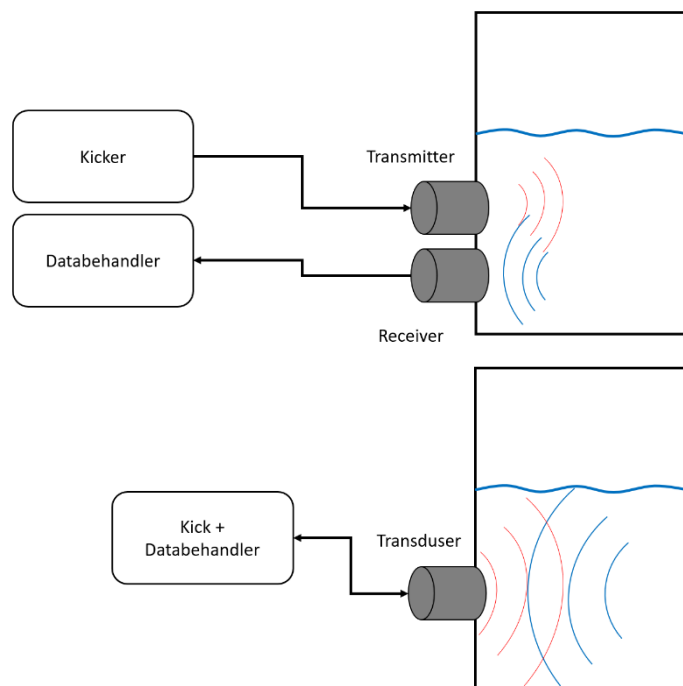 Kicker
Transmitter
Databehandler
Receiver
Kick +
Databehandler
Transduser